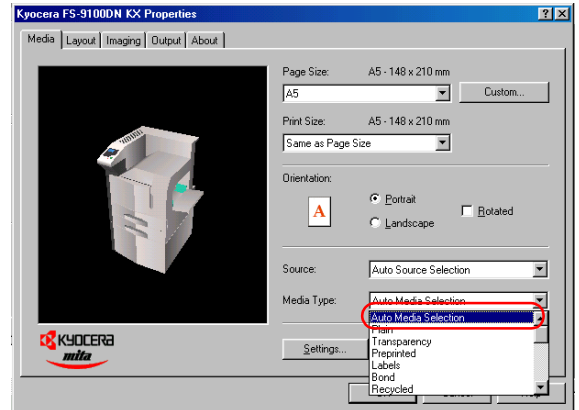 Kyocera FS-9100DN KX Properties
Media Layout Imaging Output About
Page Size: A5 - 148 x 210 mm
A5 Custom...
Print Size: A5 - 148 x 210 mm
Same as Page Size
Orientation:
A Portrait Rotated
Landscape
Source: Auto Source Selection
Media Type: Auto Media Selection
Auto Media Selection
Plain
Transparency
Preprinted
Labels
Bond
Recycled
Settings...
KYOCERA
mita